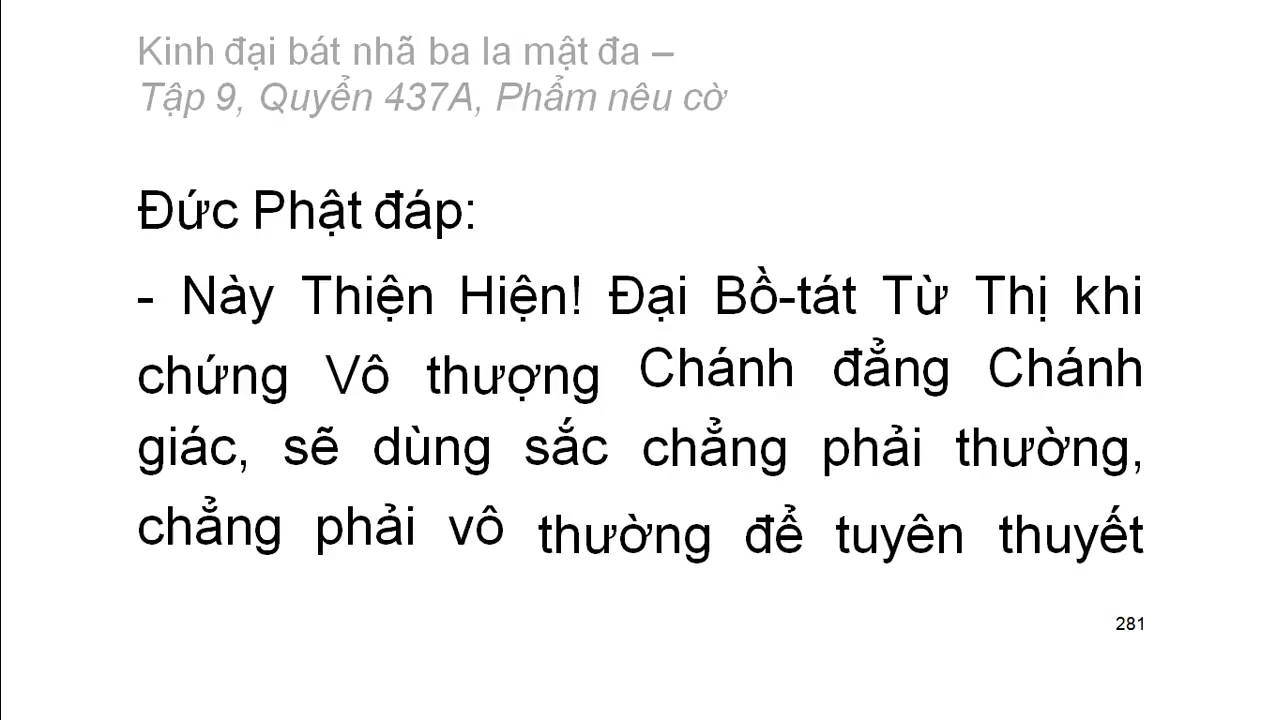 Kinh đại bát nhã ba la mật đa –
Tập 9, Quyển 437A, Phẩm nêu cờ
Đức Phật đáp:
- Này Thiện Hiện! Đại Bồ-tát Từ Thị khi
chứng Vô thượng Chánh đẳng Chánh
giác, sẽ dùng sắc chẳng phải thường,
chẳng phải vô thường để tuyên thuyết
281